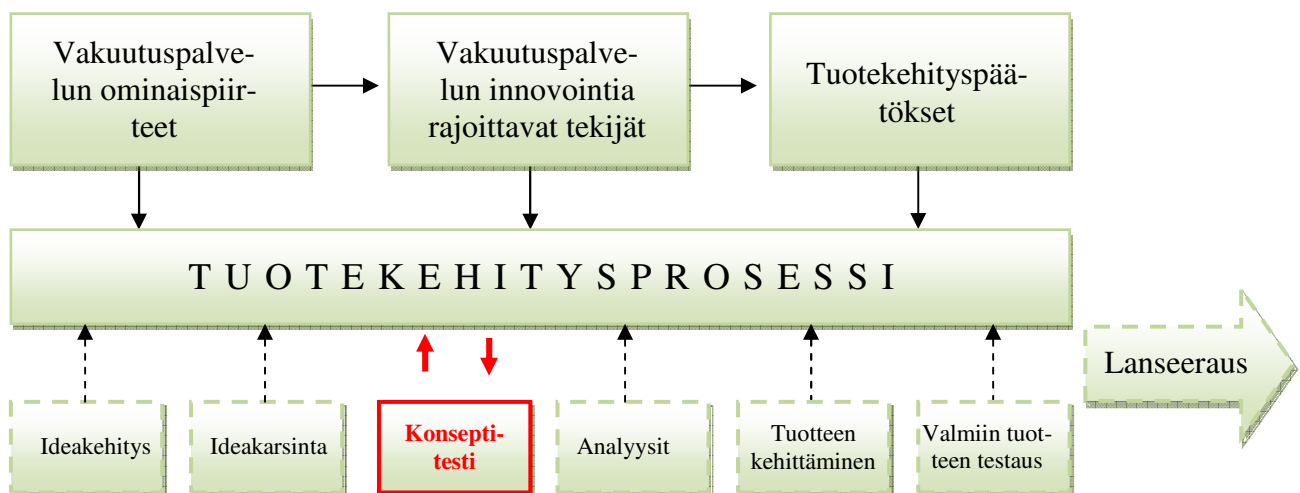 Vakuutuspalve-
lun ominaispiir-
teet
Vakuutuspalve-
lun innovointia
rajoittavat tekijät
Tuotekehityspää-
tökset
T U O T E K E H I T Y S P R O S E S S I
Lanseeraus
Ideakehitys
Ideakarsinta
Konsepti-
testi
Analyysit
Tuotteen
kehittäminen
Valmiin tuot-
teen testaus